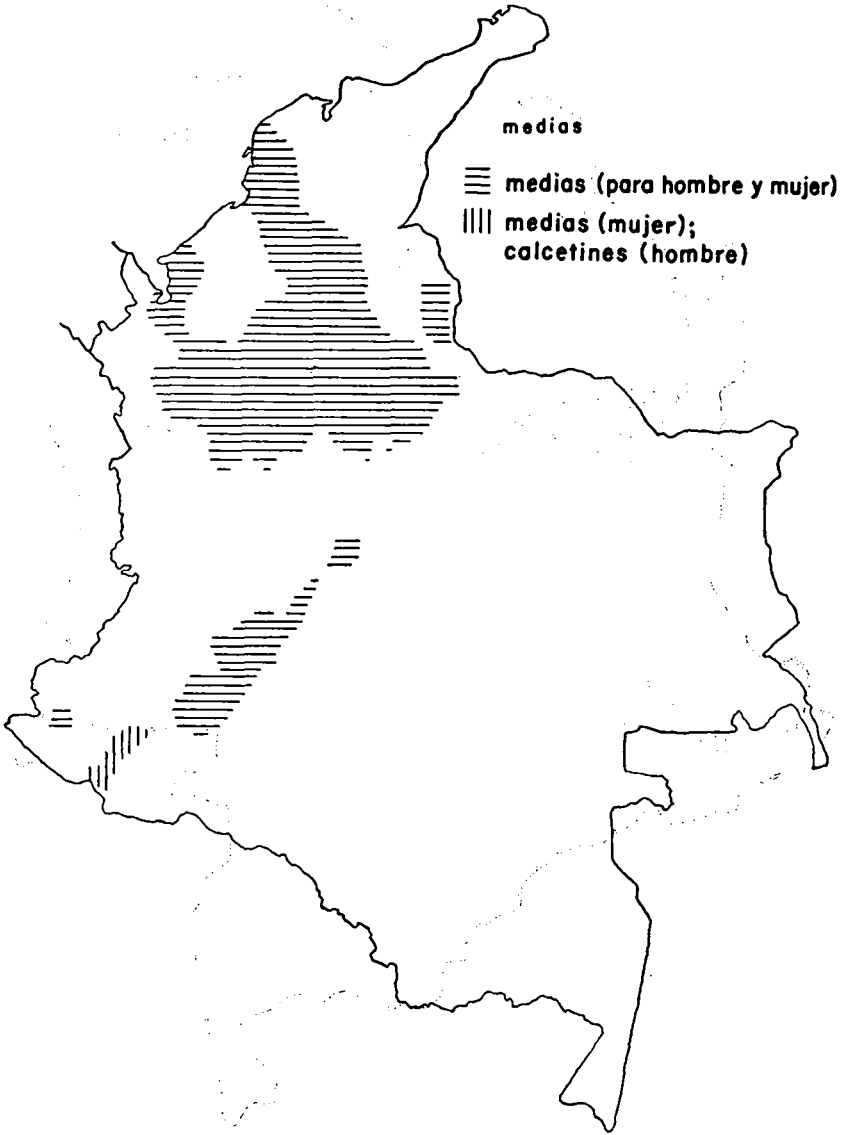 medias
medias (para hombre y mujer)
medias (mujer);
calcetines (hombre)